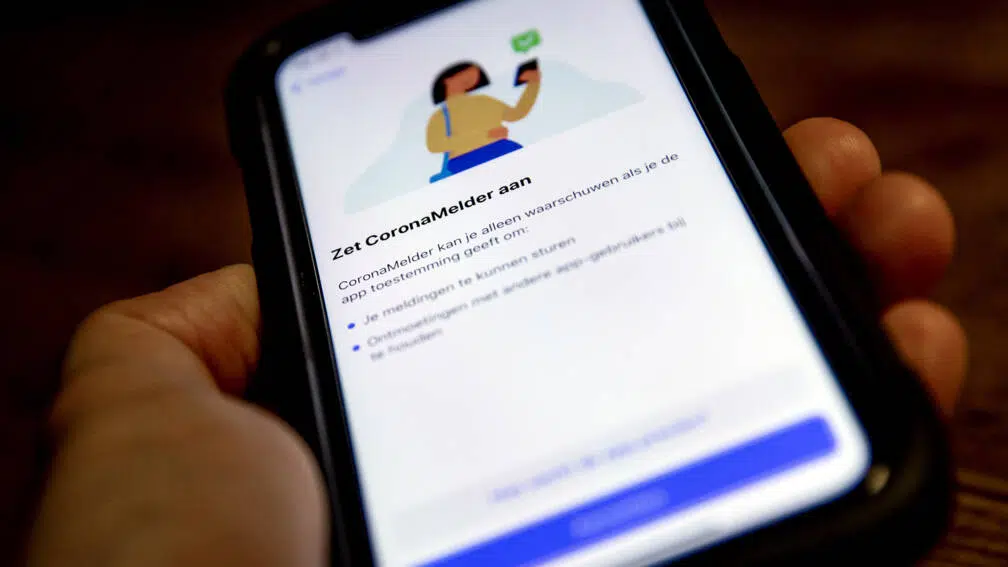 Zet CoronaMelder aan
CoronaMelder kan je alleen waarschuwen als je de
app toestemming geeft om:
Je meldingen te kunnen sturen
Ontmoetingen met andere app-gebruikers bij
te houden